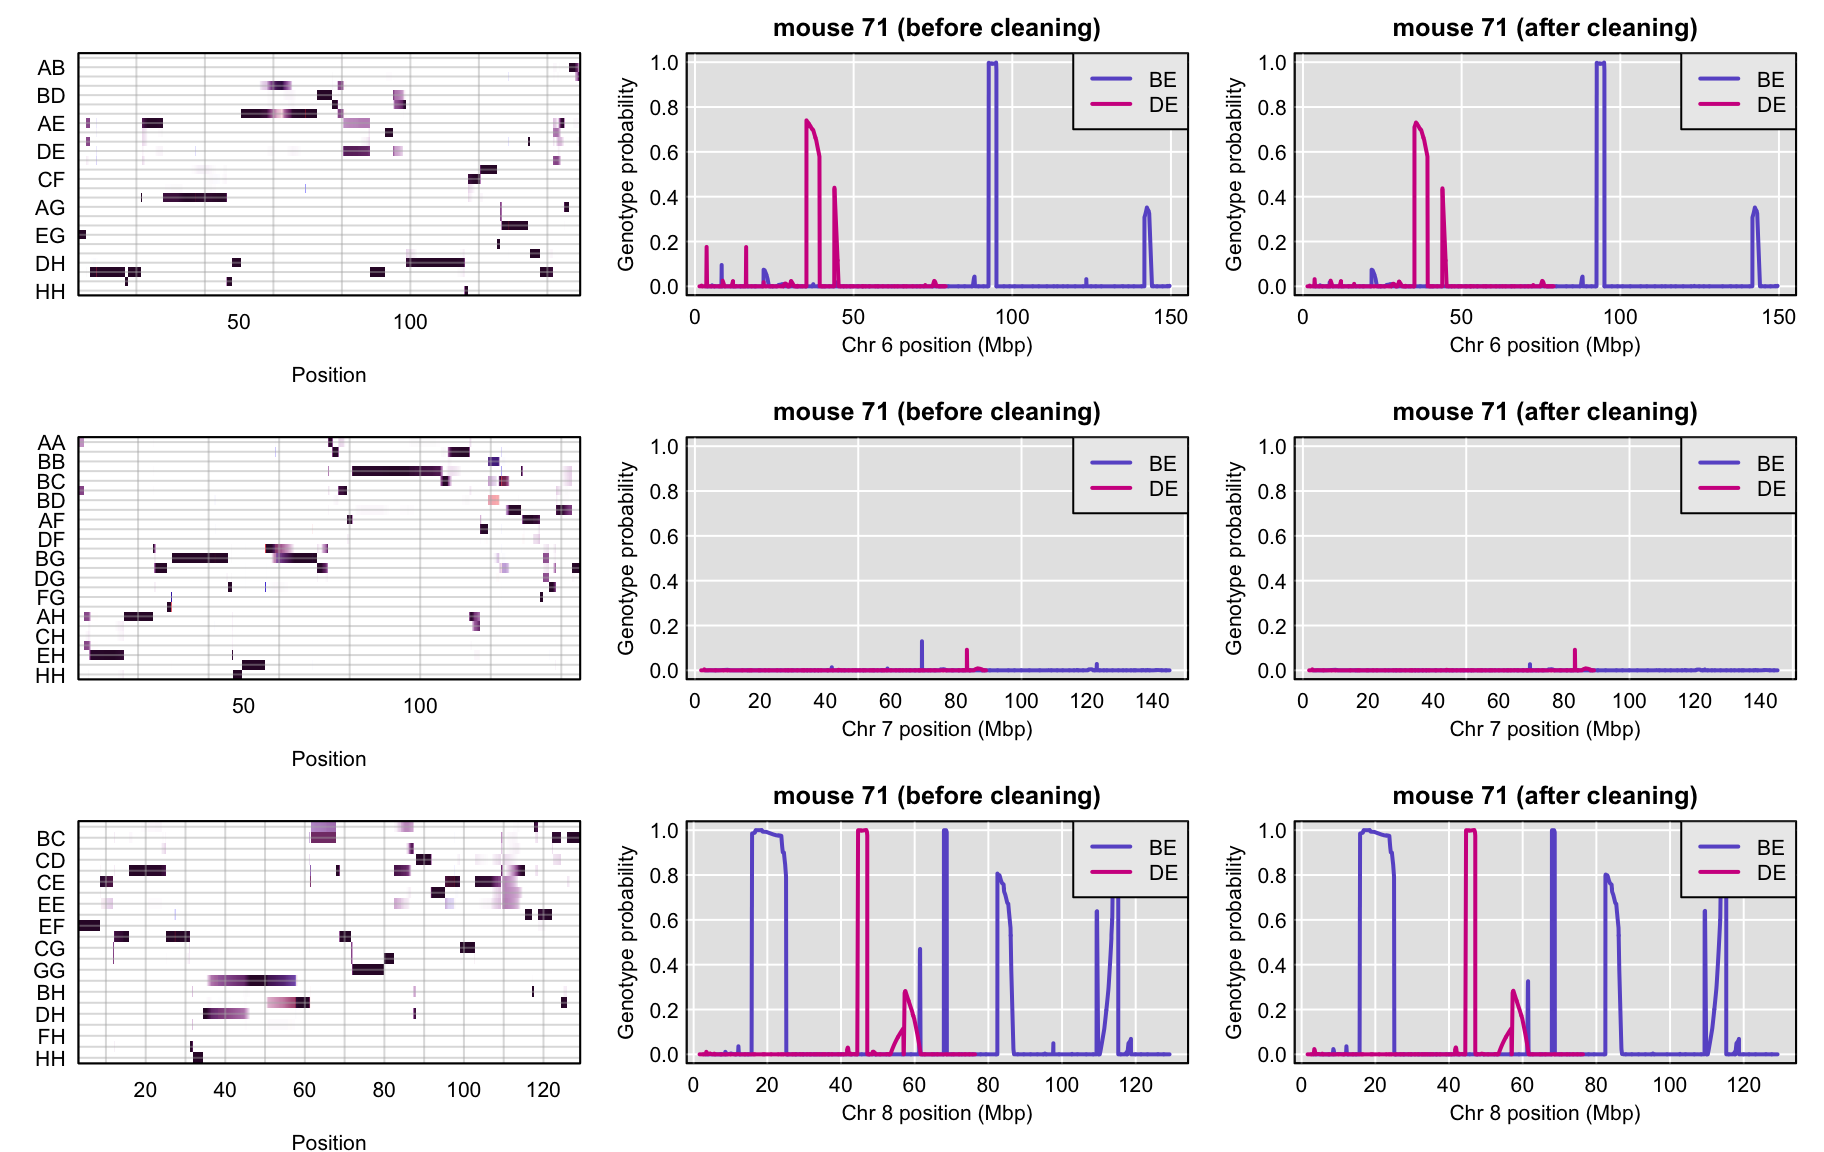 AB
BD
AE
DE
CF
AG
EG
DH
HH
50 100
Position
mouse 71 (before cleaning)
Genotype probability
1.0
0.8
0.6
0.4
0.2
0.0
BE
DE
0 50 100 150
Chr 6 position (Mbp)
mouse 71 (after cleaning)
Genotype probability
1.0
0.8
0.6
0.4
0.2
0.0
BE
DE
0 50 100 150
Chr 6 position (Mbp)
AA
BB
BC
BD
AF
DF
BG
DG
FG
AH
CH
EH
HH
50 100
Position
mouse 71 (before cleaning)
Genotype probability
1.0
0.8
0.6
0.4
0.2
0.0
BE
DE
0 20 40 60 80 100 120 140
Chr 7 position (Mbp)
mouse 71 (after cleaning)
Genotype probability
1.0
0.8
0.6
0.4
0.2
0.0
BE
DE
0 20 40 60 80 100 120 140
Chr 7 position (Mbp)
BC
CD
CE
EE
EF
CG
GG
BH
DH
FH
HH
20 40 60 80 100 120
Position
mouse 71 (before cleaning)
Genotype probability
1.0
0.8
0.6
0.4
0.2
0.0
BE
DE
0 20 40 60 80 100 120
Chr 8 position (Mbp)
mouse 71 (after cleaning)
Genotype probability
1.0
0.8
0.6
0.4
0.2
0.0
BE
DE
0 20 40 60 80 100 120
Chr 8 position (Mbp)